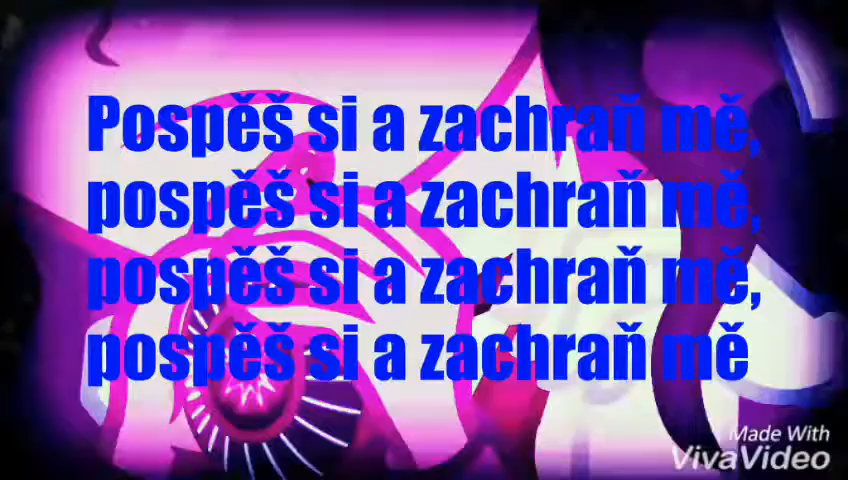 Pospěš si a zachraň mě,
pospěš si a zachraň mě,
pospěš si a zachraň mě,
pospěš si a zachraň mě
Made With
VivaVideo